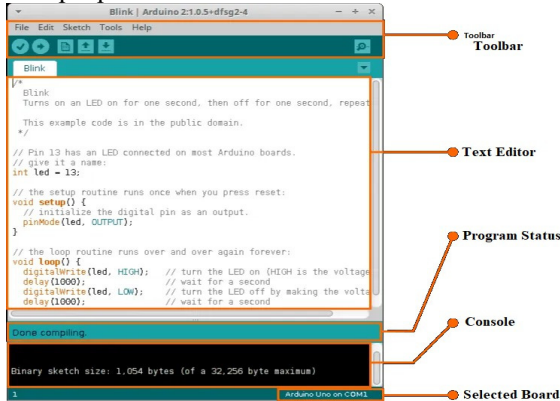 Blink | Arduino 2:1.0.5+dfsg2-4
File Edit Sketch Tools Help
Toolbar
Toolbar
Blink
/*
Blink
Turns on an LED on for one second, then off for one second, repeat
This example code is in the public domain.
*/
Text Editor
// Pin 13 has an LED connected on most Arduino boards.
// give it a name:
int led = 13;
// the setup routine runs once when you press reset:
void setup() {
// initialize the digital pin as an output.
pinMode(led, OUTPUT);
}
Program Status
// the loop routine runs over and over again forever:
void loop() {
digitalWrite(led, HIGH); // turn the LED on (HIGH is the voltage
delay(1000); // wait for a second
digitalWrite(led, LOW); // turn the LED off by making the volta
delay(1000); // wait for a second
Console
Done compiling.
Binary sketch size: 1,054 bytes (of a 32,256 byte maximum)
1
Arduino Uno on COM1
Selected Board